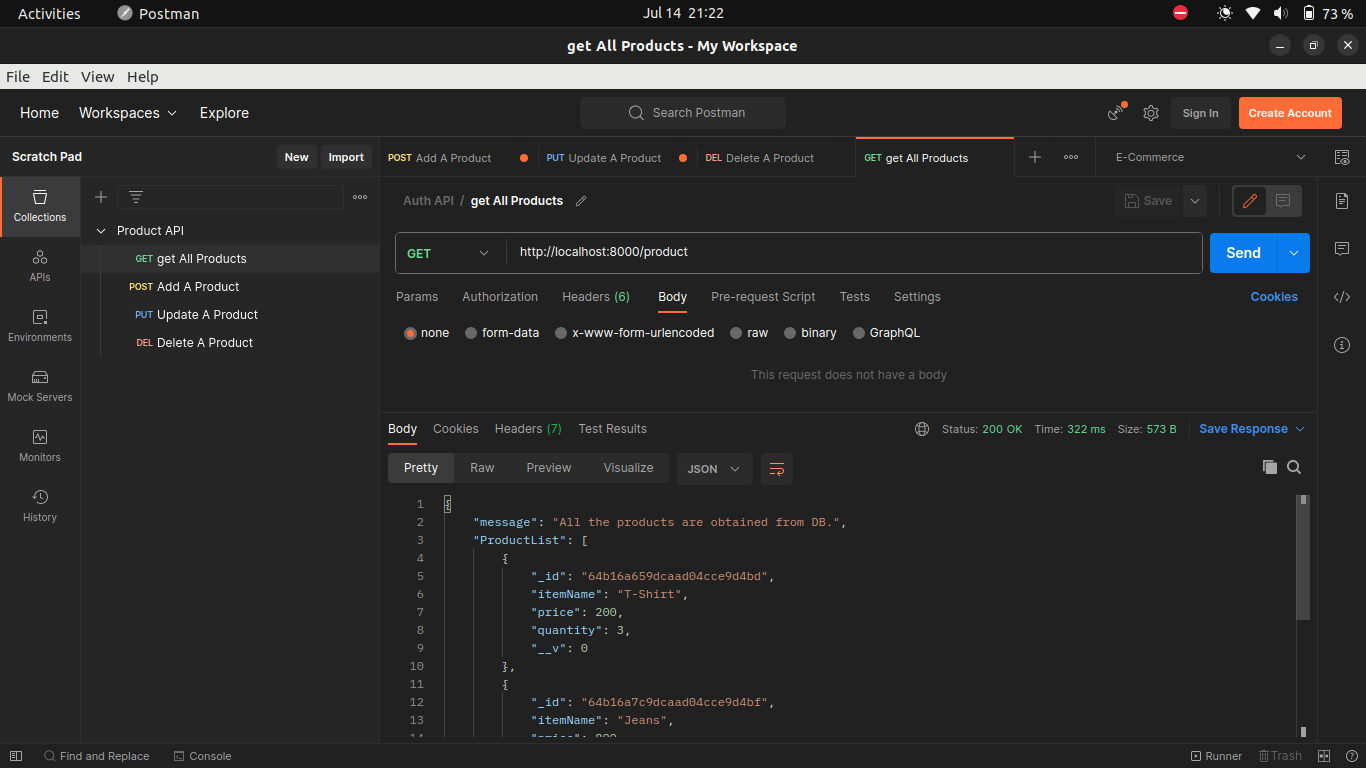 Activities Postman Jul 14 21:22 73 %
get All Products - My Workspace
File Edit View Help
Home Workspaces Explore Search Postman Sign In Create Account
Scratch Pad New Import POST Add A Product PUT Update A Product DEL Delete A Product GET get All Products E-Commerce
Collections
APIs
Environments
Mock Servers
Monitors
History
Product API
GET get All Products
POST Add A Product
PUT Update A Product
DEL Delete A Product
Auth API / get All Products Save
GET http://localhost:8000/product Send
Params Authorization Headers (6) Body Pre-request Script Tests Settings Cookies
none form-data x-www-form-urlencoded raw binary GraphQL
This request does not have a body
Body Cookies Headers (7) Test Results Status: 200 OK Time: 322 ms Size: 573 B Save Response
Pretty Raw Preview Visualize JSON
1 {
2 "message": "All the products are obtained from DB.",
3 "ProductList": [
4 {
5 "_id": "64b16a659dcaad04cce9d4bd",
6 "itemName": "T-Shirt",
7 "price": 200,
8 "quantity": 3,
9 "__v": 0
10 },
11 {
12 "_id": "64b16a7c9dcaad04cce9d4bf",
13 "itemName": "Jeans",
14 "price": 800
Find and Replace Console Runner Trash